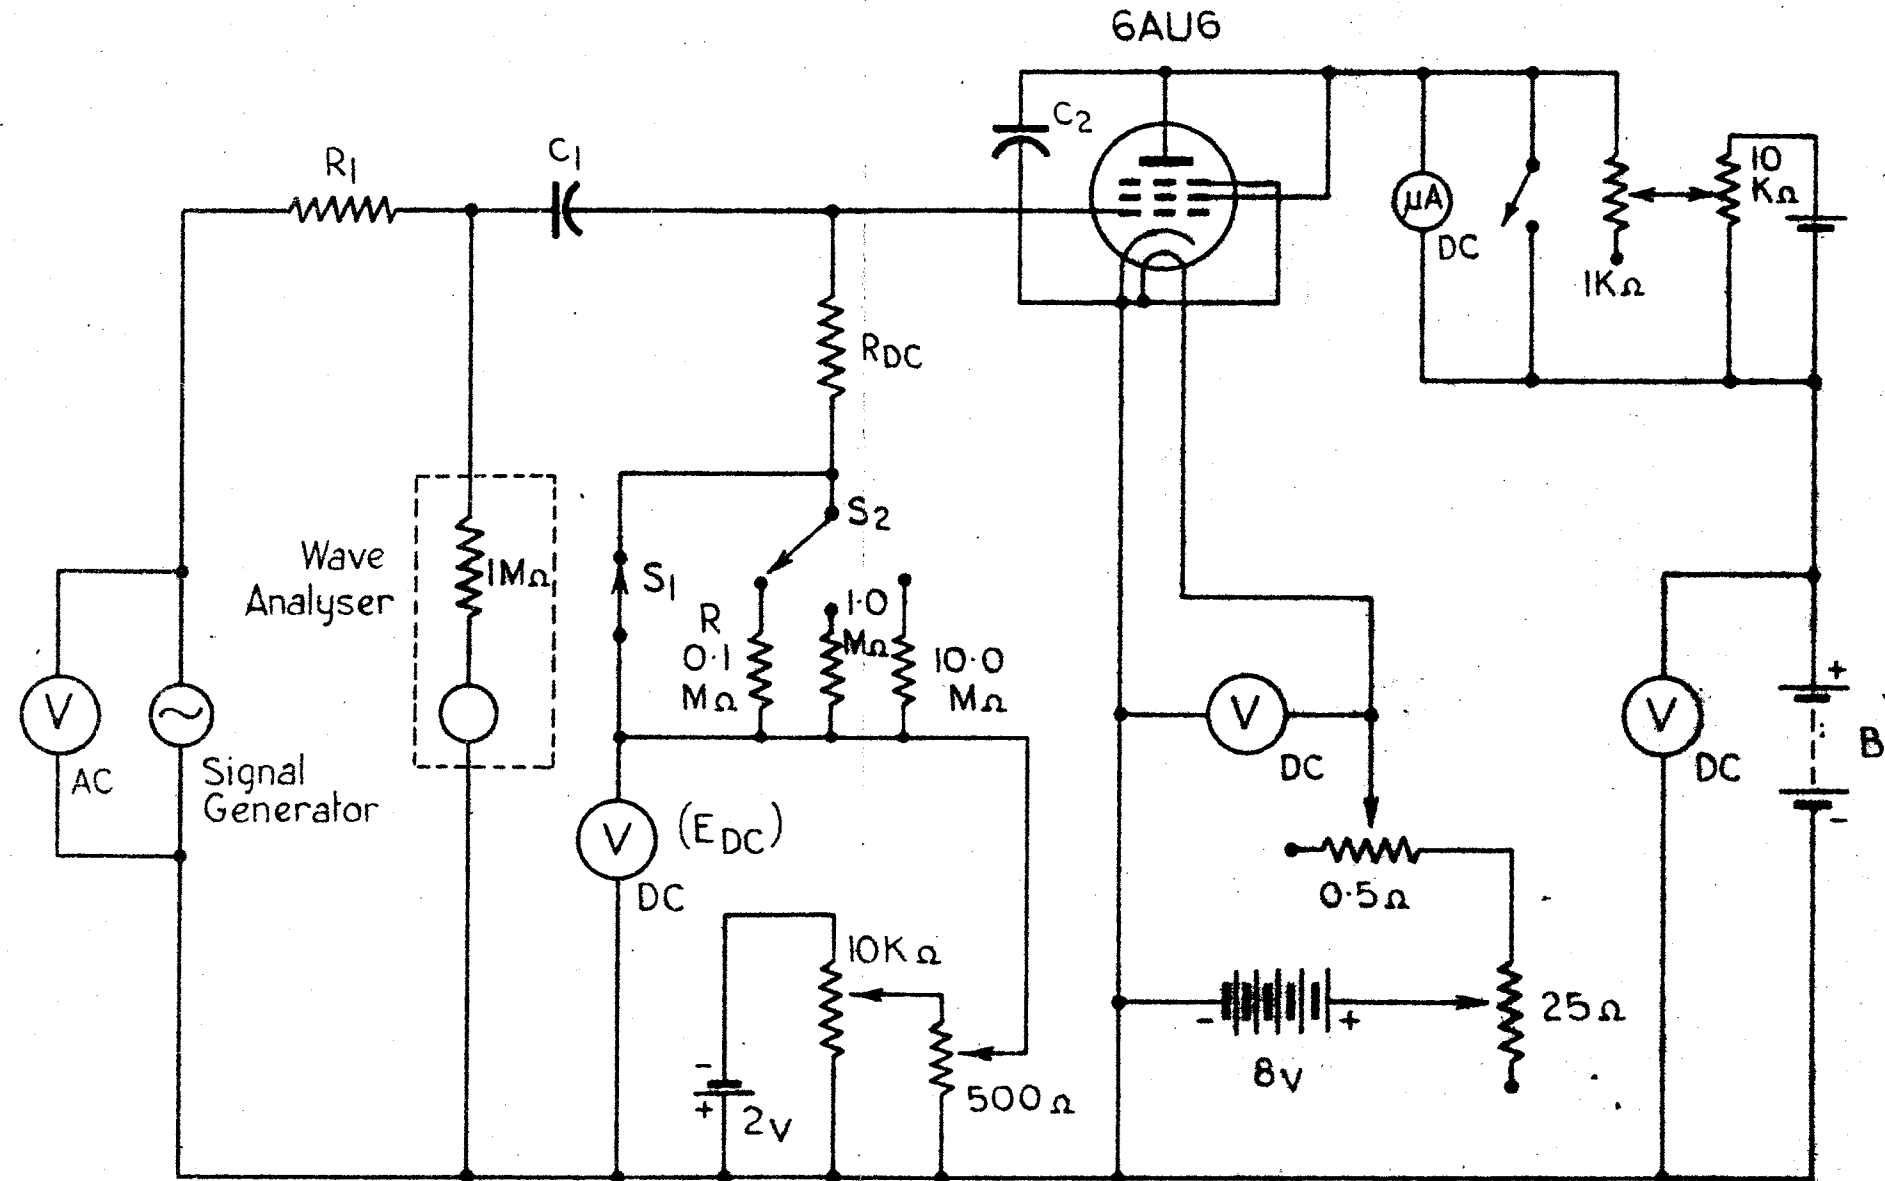 6AU6
C2
R1
C1
μA
DC
10
KΩ
1KΩ
RDC
S2
Wave
Analyser
1MΩ
S1
R
0·1
MΩ
1·0
MΩ
10·0
MΩ
V
AC
Signal
Generator
V
DC
V
DC
+
B
-
V
(EDC)
DC
0·5Ω
10KΩ
25Ω
- +
8V
500Ω
-
+
2V